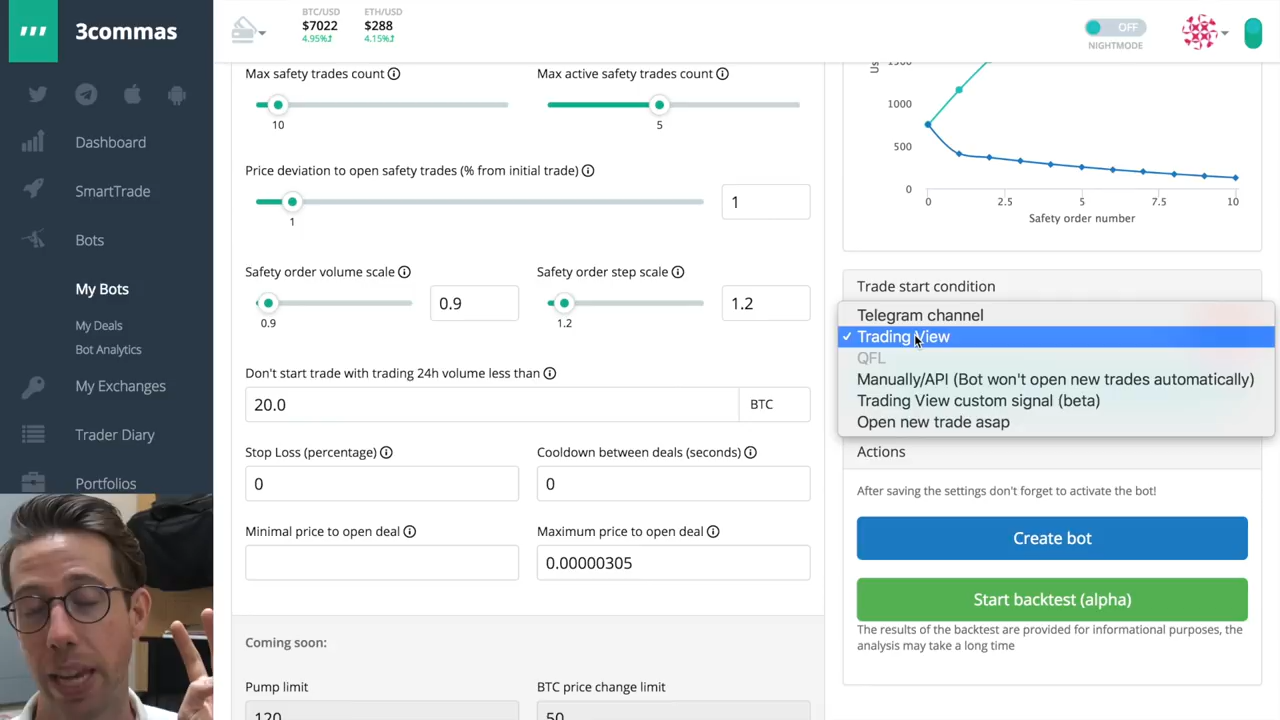 3commas
BTC/USD
$7022
4.95%
ETH/USD
$288
4.15%
OFF
NIGHTMODE
Dashboard
SmartTrade
Bots
My Bots
My Deals
Bot Analytics
My Exchanges
Trader Diary
Portfolios
Max safety trades count
10
Max active safety trades count
5
Price deviation to open safety trades (% from initial trade)
1
1
Safety order volume scale
0.9
0.9
Safety order step scale
1.2
1.2
Don't start trade with trading 24h volume less than
20.0
BTC
Stop Loss (percentage)
0
Cooldown between deals (seconds)
0
Minimal price to open deal
Maximum price to open deal
0.00000305
Coming soon:
Pump limit
120
BTC price change limit
50
1500
1000
500
0
0
2.5
5
7.5
10
Safety order number
Trade start condition
Telegram channel
✓ Trading View
QFL
Manually/API (Bot won't open new trades automatically)
Trading View custom signal (beta)
Open new trade asap
Actions
After saving the settings don't forget to activate the bot!
Create bot
Start backtest (alpha)
The results of the backtest are provided for informational purposes, the
analysis may take a long time